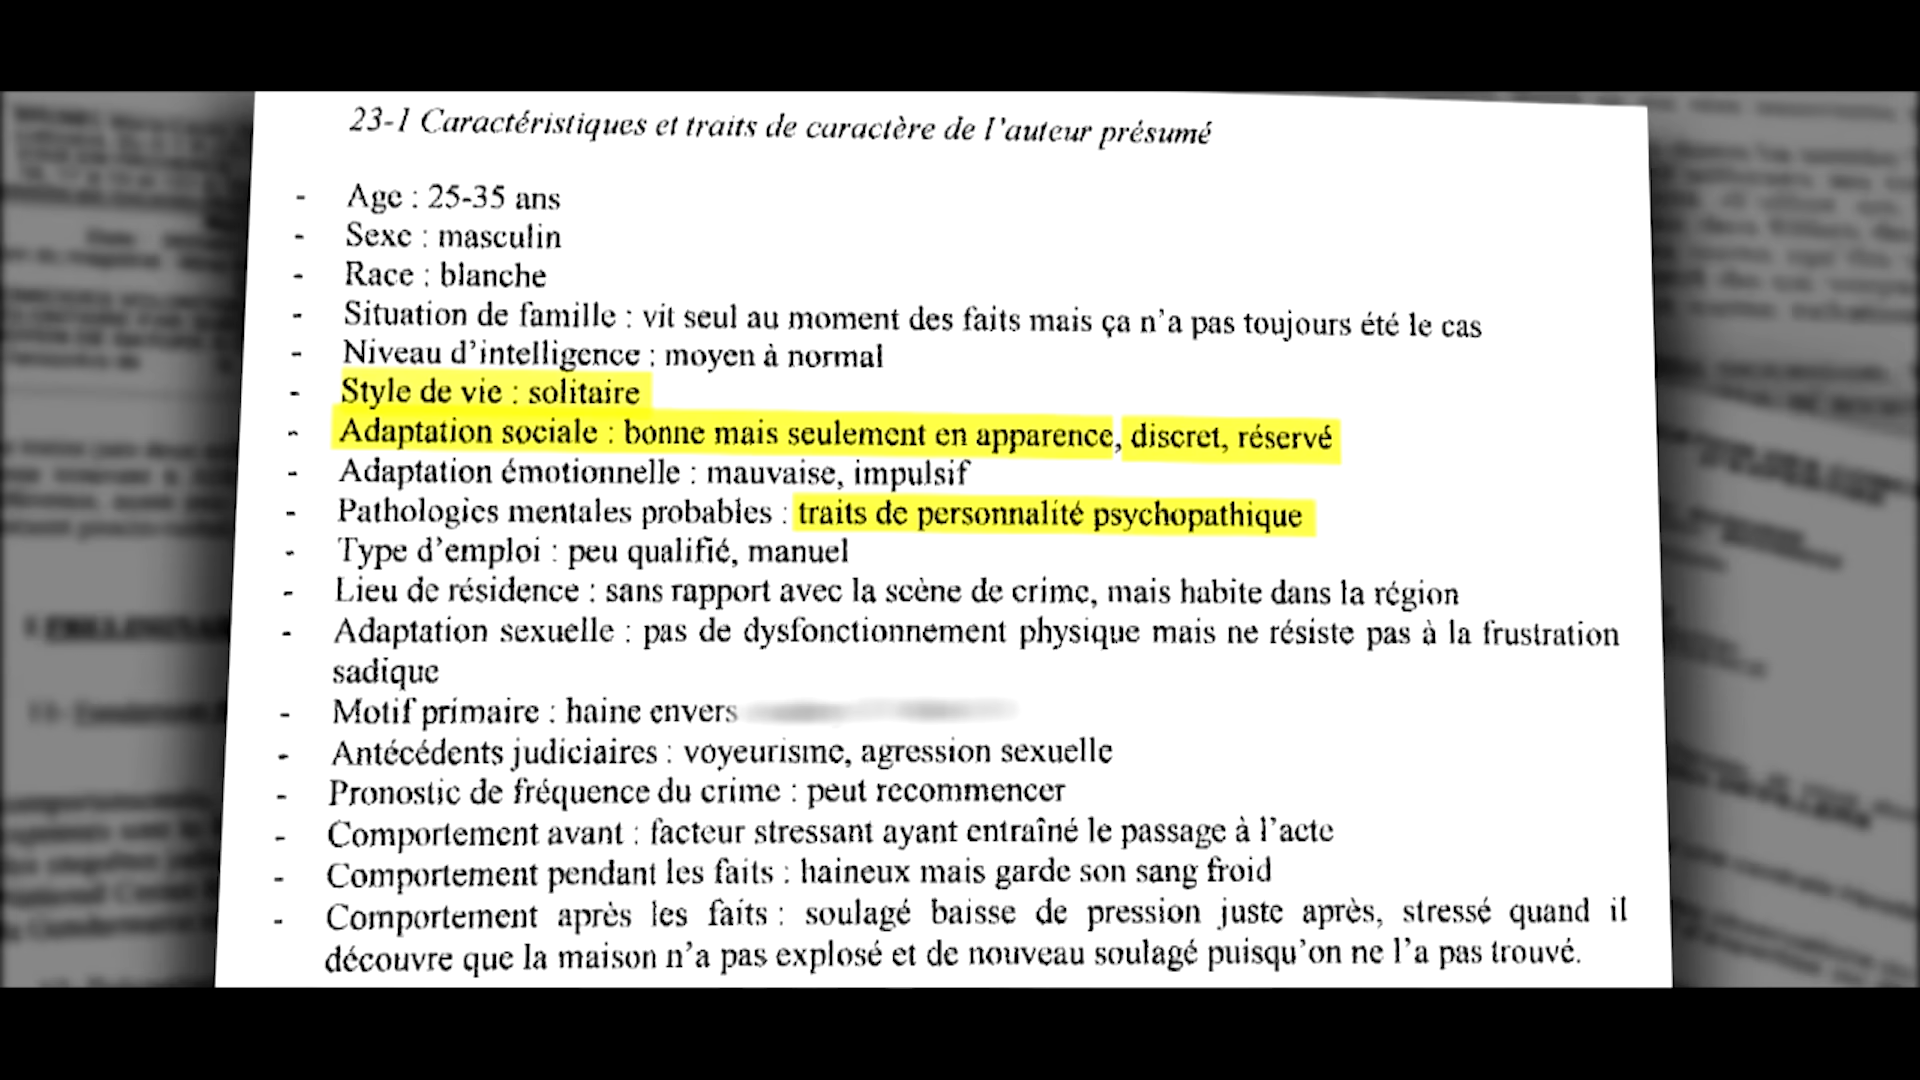 23-1 Caractéristiques et traits de caractère de l'auteur présumé
- Age : 25-35 ans
- Sexe : masculin
- Race : blanche
- Situation de famille : vit seul au moment des faits mais ça n'a pas toujours été le cas
- Niveau d'intelligence : moyen à normal
- Style de vie : solitaire
- Adaptation sociale : bonne mais seulement en apparence, discret, réservé
- Adaptation émotionnelle : mauvaise, impulsif
- Pathologies mentales probables : traits de personnalité psychopathique
- Type d'emploi : peu qualifié, manuel
- Lieu de résidence : sans rapport avec la scène de crime, mais habite dans la région
- Adaptation sexuelle : pas de dysfonctionnement physique mais ne résiste pas à la frustration
sadique
- Motif primaire : haine envers
- Antécédents judiciaires : voyeurisme, agression sexuelle
- Pronostic de fréquence du crime : peut recommencer
- Comportement avant : facteur stressant ayant entraîné le passage à l'acte
- Comportement pendant les faits : haineux mais garde son sang froid
- Comportement après les faits : soulagé baisse de pression juste après, stressé quand il
découvre que la maison n'a pas explosé et de nouveau soulagé puisqu'on ne l'a pas trouvé.